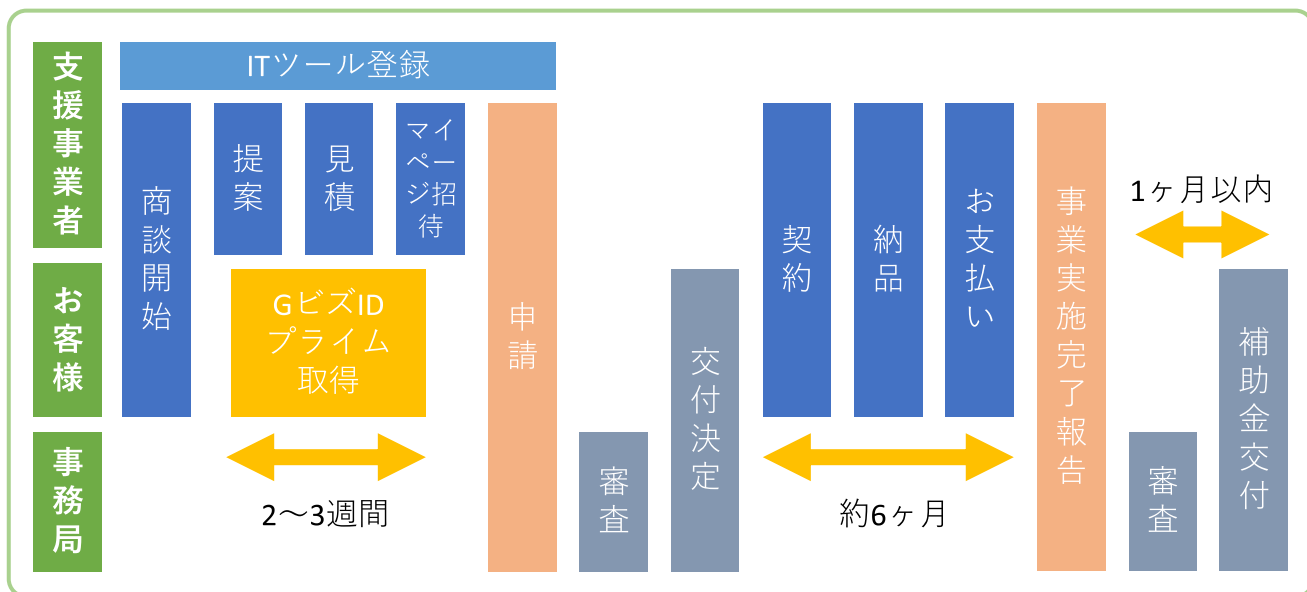 支援事業者
お客様
事務局
ITツール登録
商談開始
提案
見積
マイ
ペー
ジ招
待
GビズID
プライム
取得
2～3週間
申請
審査
交付決定
契約
納品
お支払い
約6ヶ月
事業実施完了報告
1ヶ月以内
審査
補助金交付